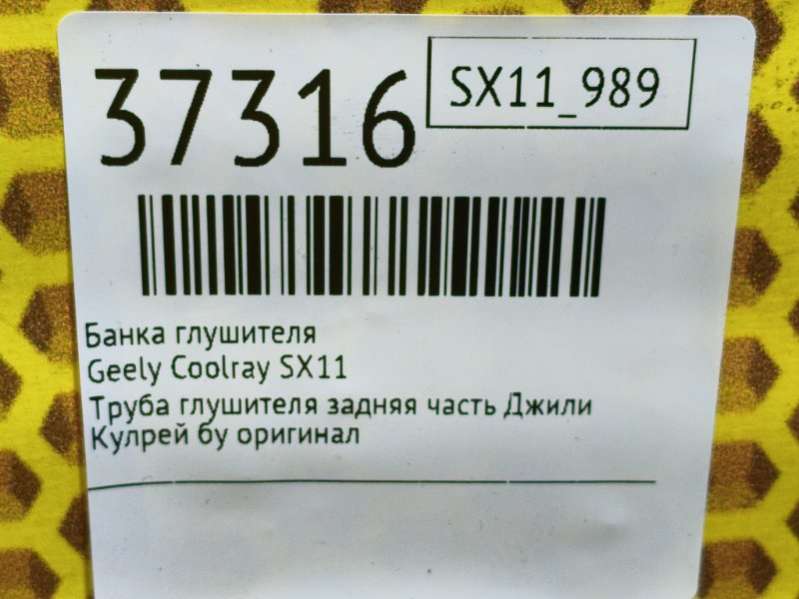 37316
SX11_989
Банка глушителя
Geely Coolray SX11
Труба глушителя задняя часть Джили
Кулрей бу оригинал